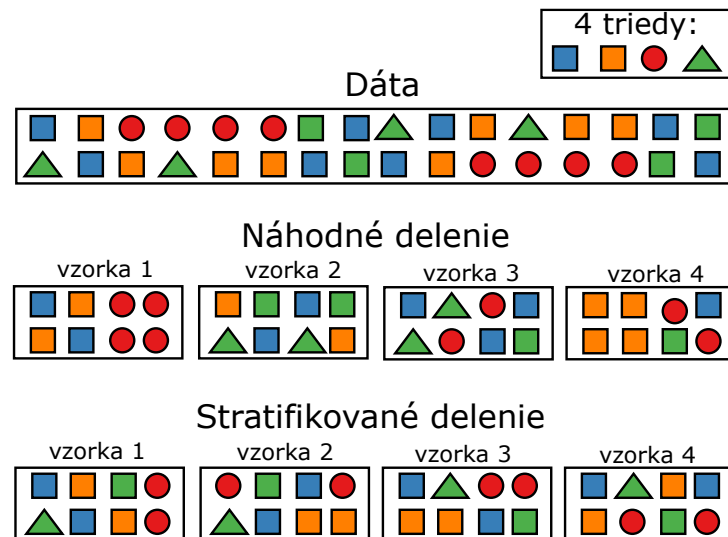 4 triedy:
Dáta
Náhodné delenie
vzorka 1
vzorka 2
vzorka 3
vzorka 4
Stratifikované delenie
vzorka 1
vzorka 2
vzorka 3
vzorka 4